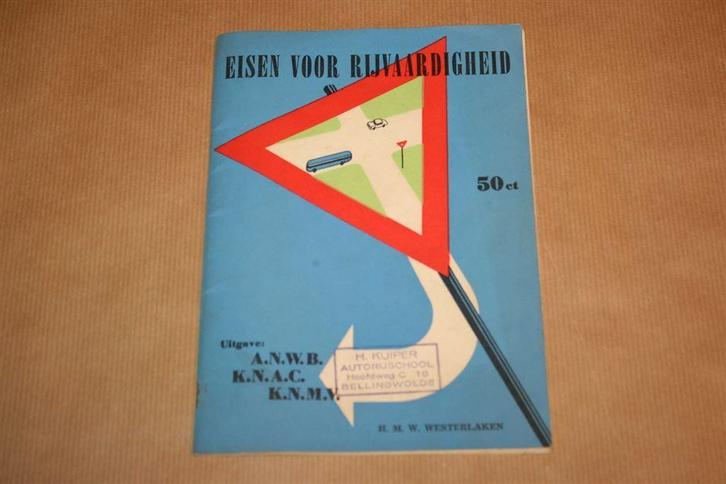 EISEN VOOR RIJVAARDIGHEID
50 ct
Uitgave:
A.N.W.B.
K.N.A.C.
K.N.M.V.
H. KUIPER
AUTORIJSCHOOL
Hoofdweg C 10
BELLINGWOLDE
H. M. W. WESTERLAKEN